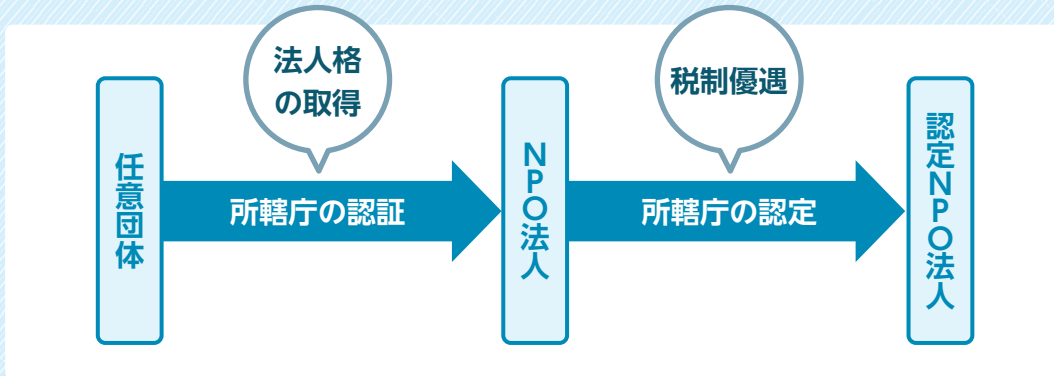 法人格
の取得
税制優遇
任意団体
所轄庁の認証
NPO法人
所轄庁の認定
認定NPO法人